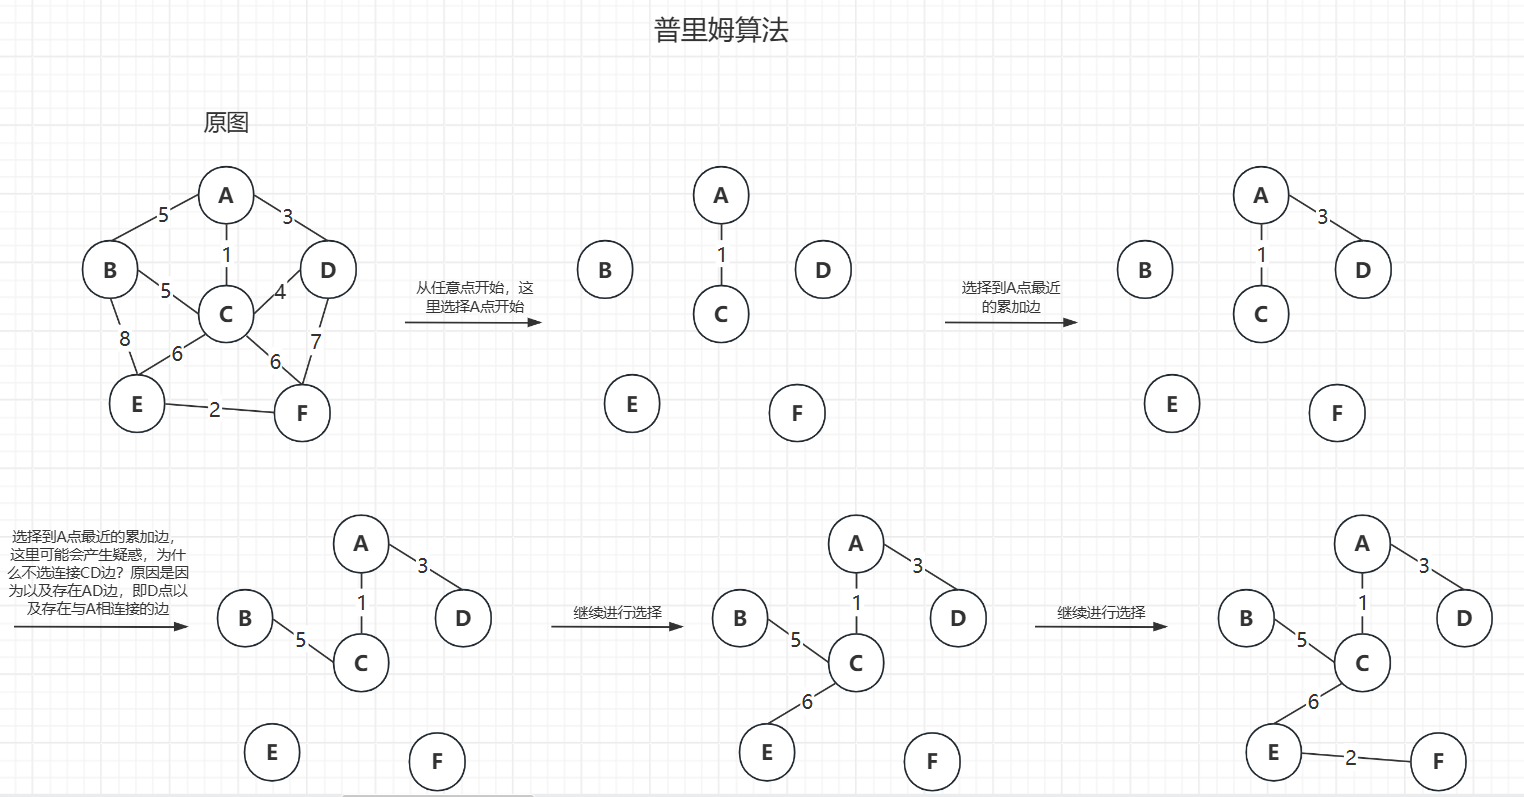 普里姆算法
原图
A
5
3
1
B
D
5
4
C
8
6
6
7
E
2
F
从任意点开始，这
里选择A点开始
A
1
B
D
C
E
F
选择到A点最近
的累加边
A
3
1
B
D
C
E
F
选择到A点最近的累加边，
这里可能会产生疑惑，为什
么不选连接CD边？原因是因
为以及存在AD边，即D点以
及存在与A相连接的边
A
3
1
B
D
5
C
E
F
继续进行选择
A
3
1
B
D
5
C
6
E
F
继续进行选择
A
3
1
B
D
5
C
6
E
2
F